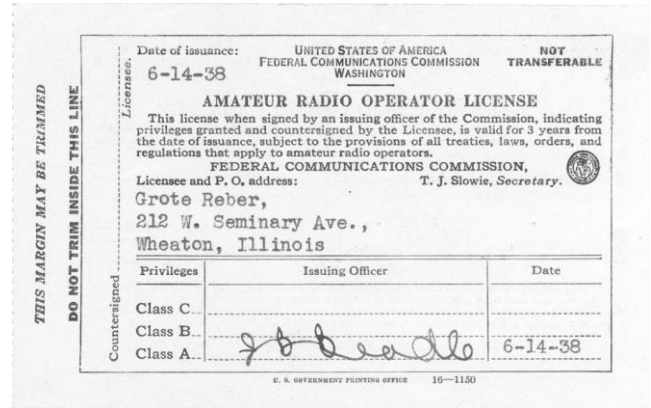 Date of issuance:
6-14-38
UNITED STATES OF AMERICA
FEDERAL COMMUNICATIONS COMMISSION
WASHINGTON
NOT
TRANSFERABLE
AMATEUR RADIO OPERATOR LICENSE
This license when signed by an issuing officer of the Commission, indicating
privileges granted and countersigned by the Licensee, is valid for 3 years from
the date of issuance, subject to the provisions of all treaties, laws, orders, and
regulations that apply to amateur radio operators.
FEDERAL COMMUNICATIONS COMMISSION,
Licensee and P. O. address: T. J. Slowie, Secretary.
Grote Reber,
212 W. Seminary Ave.,
Wheaton, Illinois
Privileges Issuing Officer Date
Class C
Class B
Class A 6-14-38
U. S. GOVERNMENT PRINTING OFFICE 16-1150
Countersigned Licensee.
THIS MARGIN MAY BE TRIMMED
DO NOT TRIM INSIDE THIS LINE